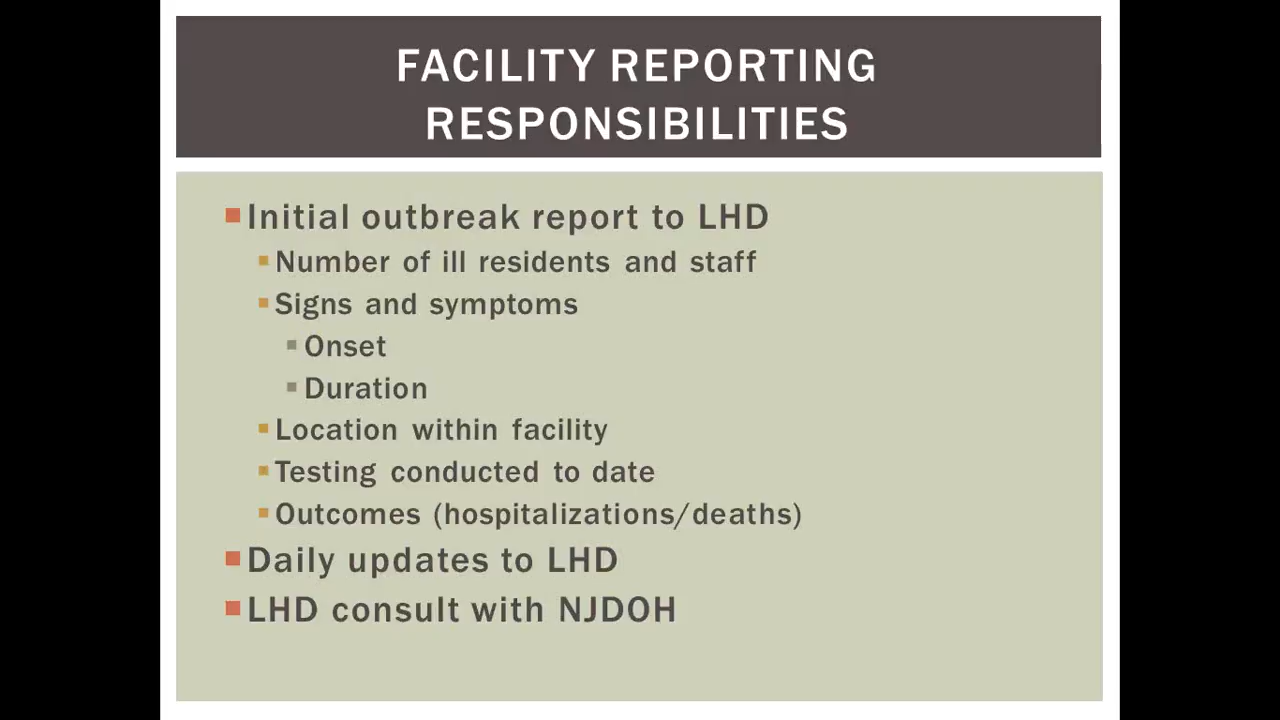 FACILITY REPORTING
RESPONSIBILITIES
Initial outbreak report to LHD
Number of ill residents and staff
Signs and symptoms
Onset
Duration
Location within facility
Testing conducted to date
Outcomes (hospitalizations/deaths)
Daily updates to LHD
LHD consult with NJDOH